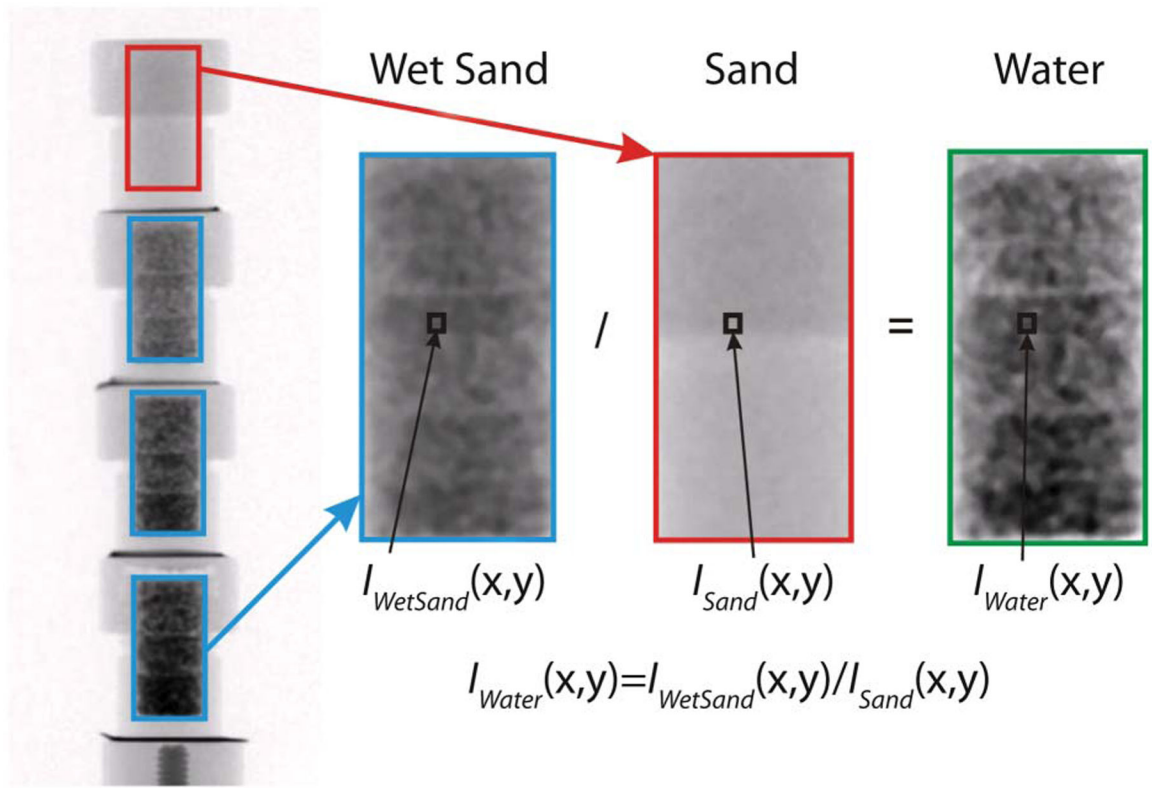 Wet Sand Sand Water
/ =
I_WetSand(x,y) I_Sand(x,y) I_Water(x,y)
I_Water(x,y)=I_WetSand(x,y)/I_Sand(x,y)